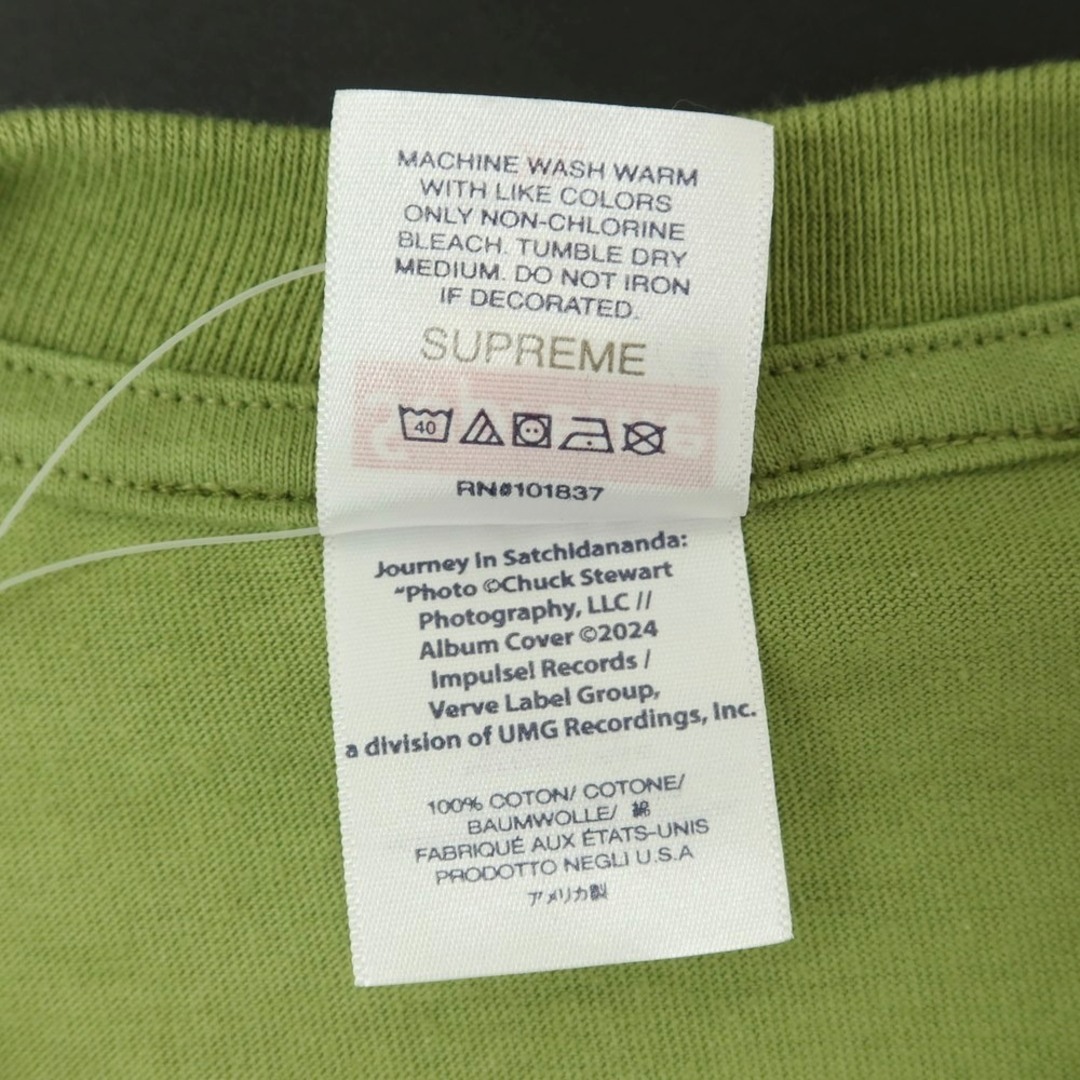 MACHINE WASH WARM
WITH LIKE COLORS
ONLY NON-CHLORINE
BLEACH. TUMBLE DRY
MEDIUM. DO NOT IRON
IF DECORATED.
SUPREME
40
RN#101837
Journey in Satchidananda:
“Photo ©Chuck Stewart
Photography, LLC //
Album Cover ©2024
Impulse! Records /
Verve Label Group,
a division of UMG Recordings, Inc.
100% COTON/ COTONE/
BAUMWOLLE/ 綿
FABRIQUÉ AUX ÉTATS-UNIS
PRODOTTO NEGLI U.S.A
アメリカ製